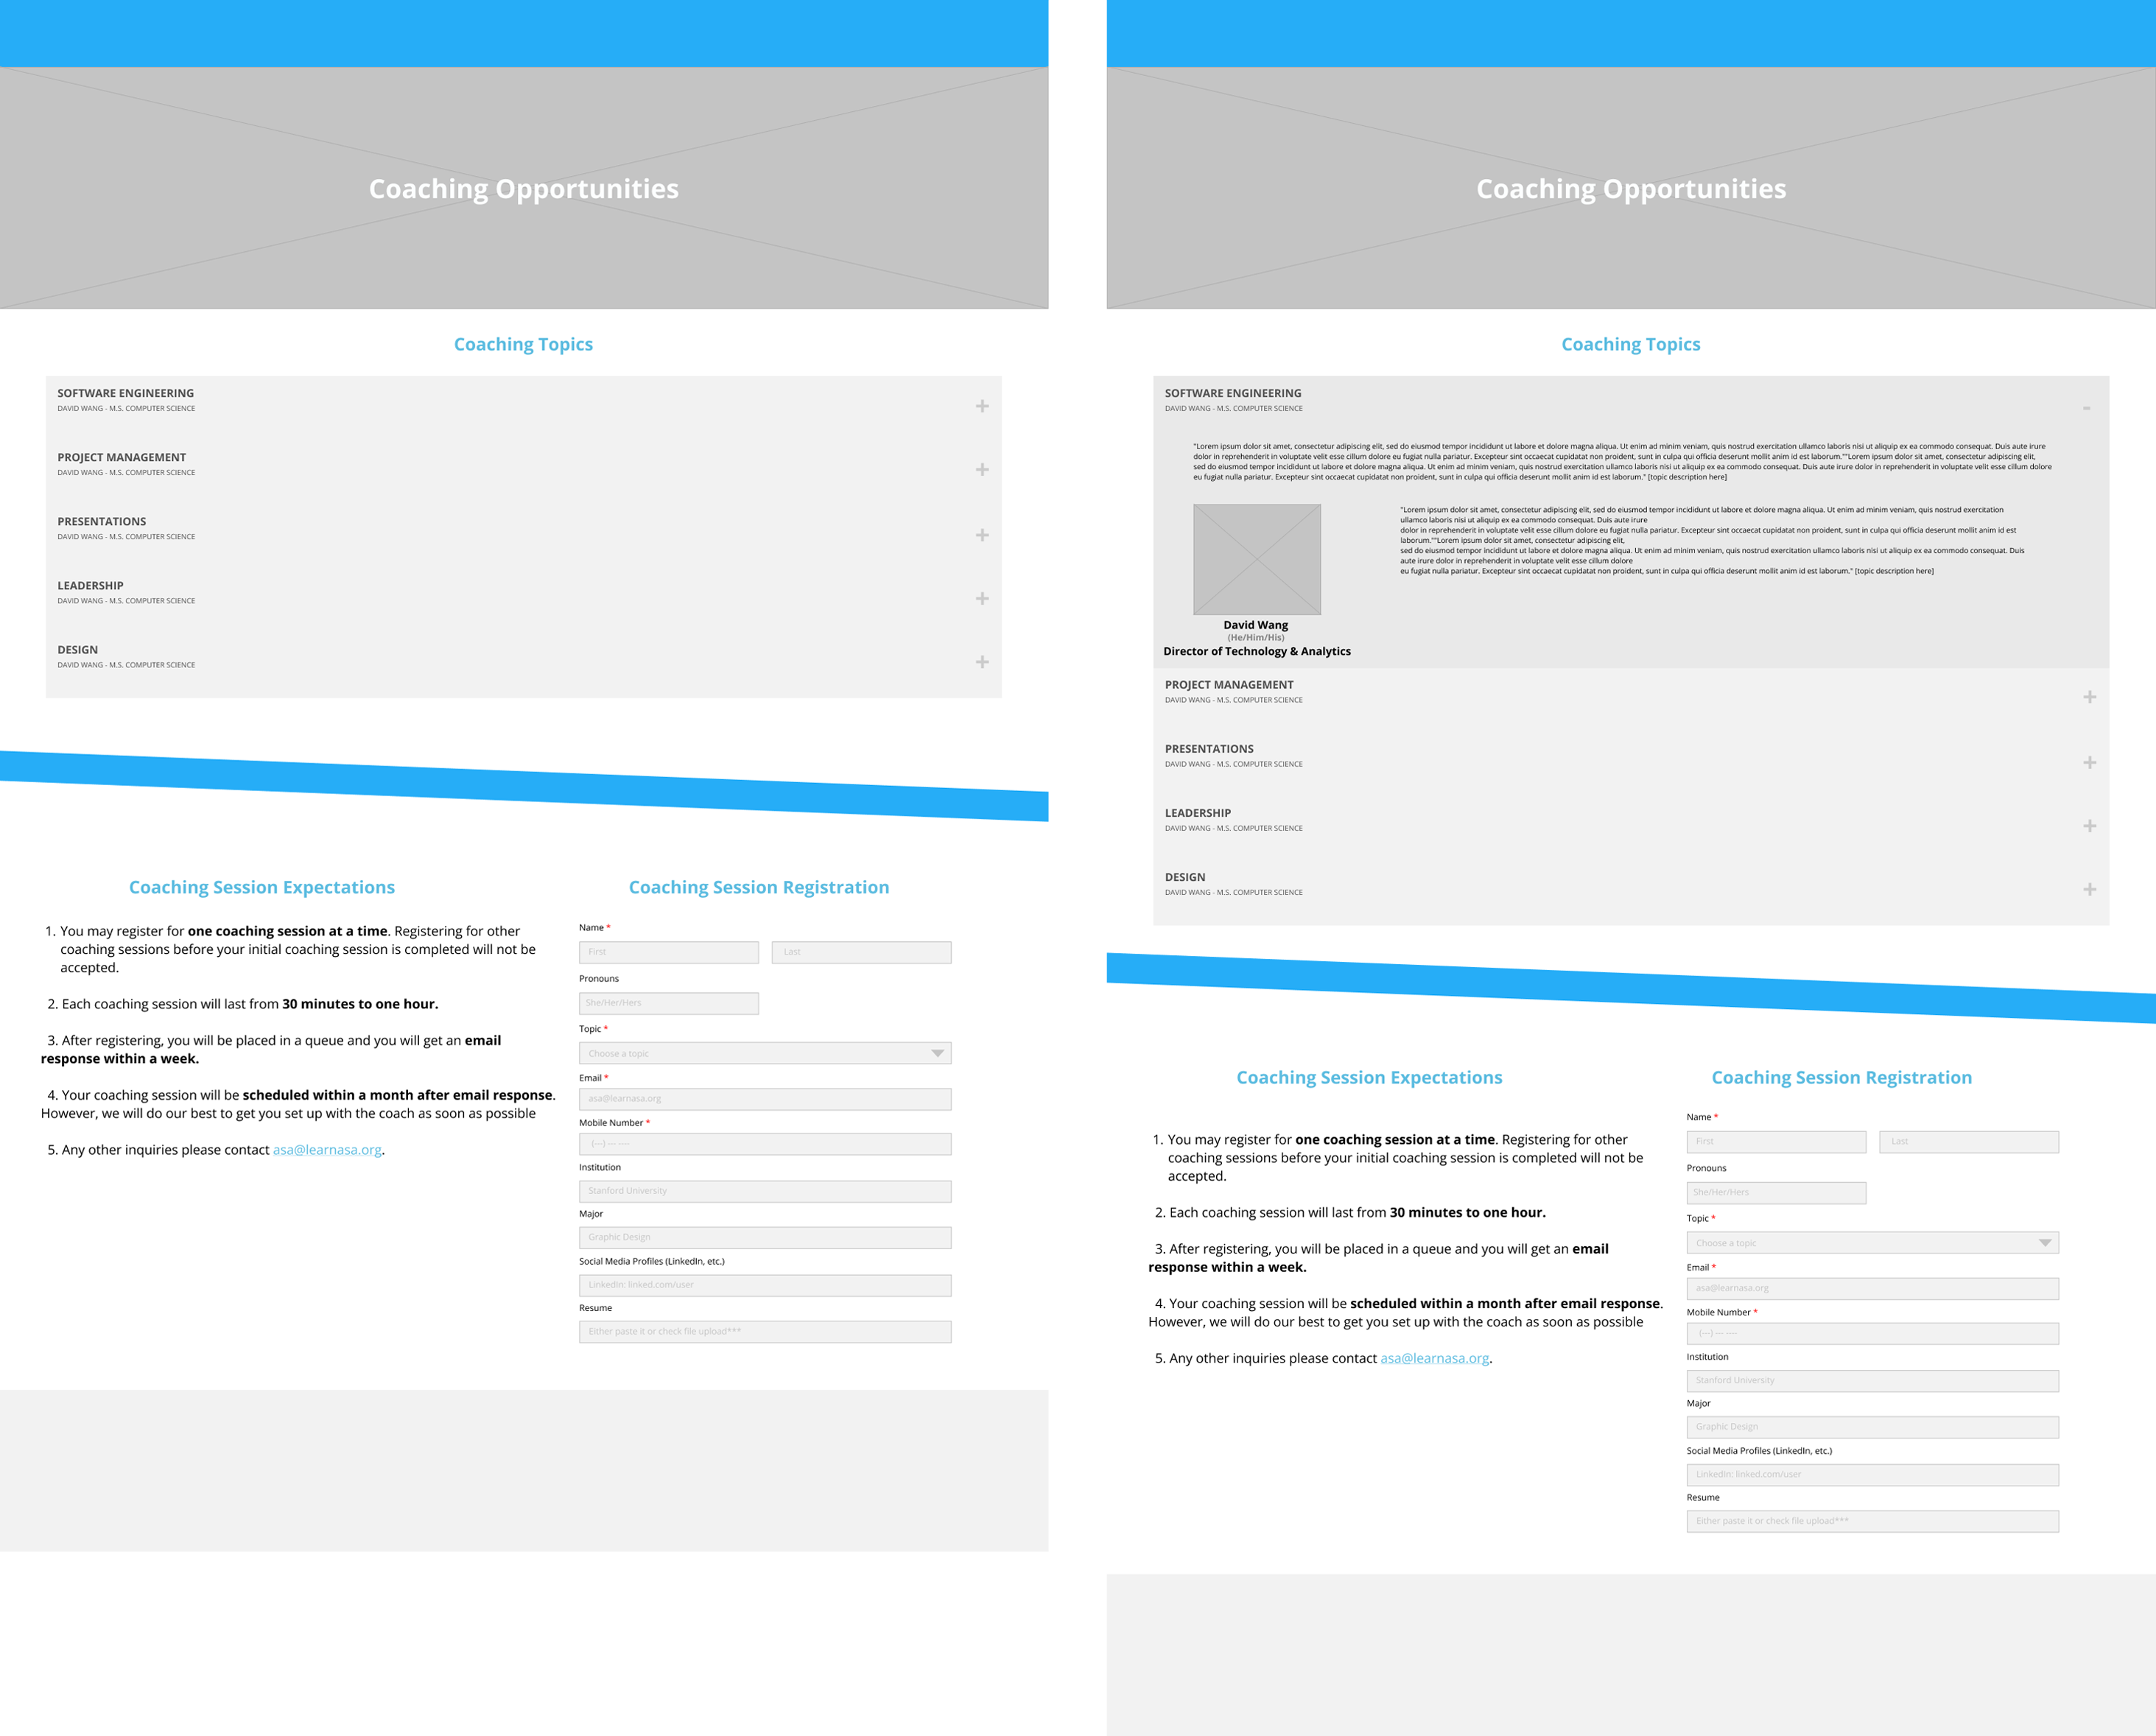 Coaching Opportunities
Coaching Topics
SOFTWARE ENGINEERING
DAVID WANG - M.S. COMPUTER SCIENCE
+
PROJECT MANAGEMENT
DAVID WANG - M.S. COMPUTER SCIENCE
+
PRESENTATIONS
DAVID WANG - M.S. COMPUTER SCIENCE
+
LEADERSHIP
DAVID WANG - M.S. COMPUTER SCIENCE
+
DESIGN
DAVID WANG - M.S. COMPUTER SCIENCE
+
Coaching Session Expectations
1. You may register for one coaching session at a time. Registering for other
coaching sessions before your initial coaching session is completed will not be
accepted.
2. Each coaching session will last from 30 minutes to one hour.
3. After registering, you will be placed in a queue and you will get an email
response within a week.
4. Your coaching session will be scheduled within a month after email response.
However, we will do our best to get you set up with the coach as soon as possible
5. Any other inquiries please contact asa@learnasa.org.
Coaching Session Registration
Name *
First Last
Pronouns
She/Her/Hers
Topic *
Choose a topic
Email *
asa@learnasa.org
Mobile Number *
(---) --- ----
Institution
Stanford University
Major
Graphic Design
Social Media Profiles (LinkedIn, etc.)
LinkedIn: linked.com/user
Resume
Either paste it or check file upload***
Coaching Opportunities
Coaching Topics
SOFTWARE ENGINEERING
DAVID WANG - M.S. COMPUTER SCIENCE
-
"Lorem ipsum dolor sit amet, consectetur adipiscing elit, sed do eiusmod tempor incididunt ut labore et dolore magna aliqua. Ut enim ad minim veniam, quis nostrud exercitation ullamco laboris nisi ut aliquip ex ea commodo consequat. Duis aute irure
dolor in reprehenderit in voluptate velit esse cillum dolore eu fugiat nulla pariatur. Excepteur sint occaecat cupidatat non proident, sunt in culpa qui officia deserunt mollit anim id est laborum.""Lorem ipsum dolor sit amet, consectetur adipiscing elit,
sed do eiusmod tempor incididunt ut labore et dolore magna aliqua. Ut enim ad minim veniam, quis nostrud exercitation ullamco laboris nisi ut aliquip ex ea commodo consequat. Duis aute irure dolor in reprehenderit in voluptate velit esse cillum dolore
eu fugiat nulla pariatur. Excepteur sint occaecat cupidatat non proident, sunt in culpa qui officia deserunt mollit anim id est laborum." [topic description here]
David Wang
(He/Him/His)
Director of Technology & Analytics
"Lorem ipsum dolor sit amet, consectetur adipiscing elit, sed do eiusmod tempor incididunt ut labore et dolore magna aliqua. Ut enim ad minim veniam, quis nostrud exercitation
ullamco laboris nisi ut aliquip ex ea commodo consequat. Duis aute irure
dolor in reprehenderit in voluptate velit esse cillum dolore eu fugiat nulla pariatur. Excepteur sint occaecat cupidatat non proident, sunt in culpa qui officia deserunt mollit anim id est
laborum.""Lorem ipsum dolor sit amet, consectetur adipiscing elit,
sed do eiusmod tempor incididunt ut labore et dolore magna aliqua. Ut enim ad minim veniam, quis nostrud exercitation ullamco laboris nisi ut aliquip ex ea commodo consequat. Duis
aute irure dolor in reprehenderit in voluptate velit esse cillum dolore
eu fugiat nulla pariatur. Excepteur sint occaecat cupidatat non proident, sunt in culpa qui officia deserunt mollit anim id est laborum." [topic description here]
PROJECT MANAGEMENT
DAVID WANG - M.S. COMPUTER SCIENCE
+
PRESENTATIONS
DAVID WANG - M.S. COMPUTER SCIENCE
+
LEADERSHIP
DAVID WANG - M.S. COMPUTER SCIENCE
+
DESIGN
DAVID WANG - M.S. COMPUTER SCIENCE
+
Coaching Session Expectations
1. You may register for one coaching session at a time. Registering for other
coaching sessions before your initial coaching session is completed will not be
accepted.
2. Each coaching session will last from 30 minutes to one hour.
3. After registering, you will be placed in a queue and you will get an email
response within a week.
4. Your coaching session will be scheduled within a month after email response.
However, we will do our best to get you set up with the coach as soon as possible
5. Any other inquiries please contact asa@learnasa.org.
Coaching Session Registration
Name *
First Last
Pronouns
She/Her/Hers
Topic *
Choose a topic
Email *
asa@learnasa.org
Mobile Number *
(---) --- ----
Institution
Stanford University
Major
Graphic Design
Social Media Profiles (LinkedIn, etc.)
LinkedIn: linked.com/user
Resume
Either paste it or check file upload***